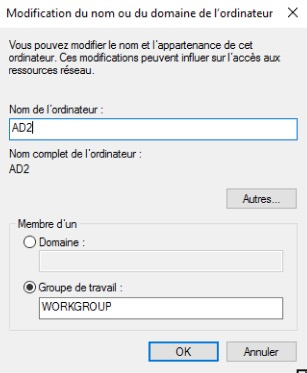 Modification du nom ou du domaine de l'ordinateur
Vous pouvez modifier le nom et l'appartenance de cet
ordinateur. Ces modifications peuvent influer sur l'accès aux
ressources réseau.
Nom de l'ordinateur :
AD2
Nom complet de l'ordinateur :
AD2
Autres...
Membre d'un
Domaine :
Groupe de travail :
WORKGROUP
OK
Annuler